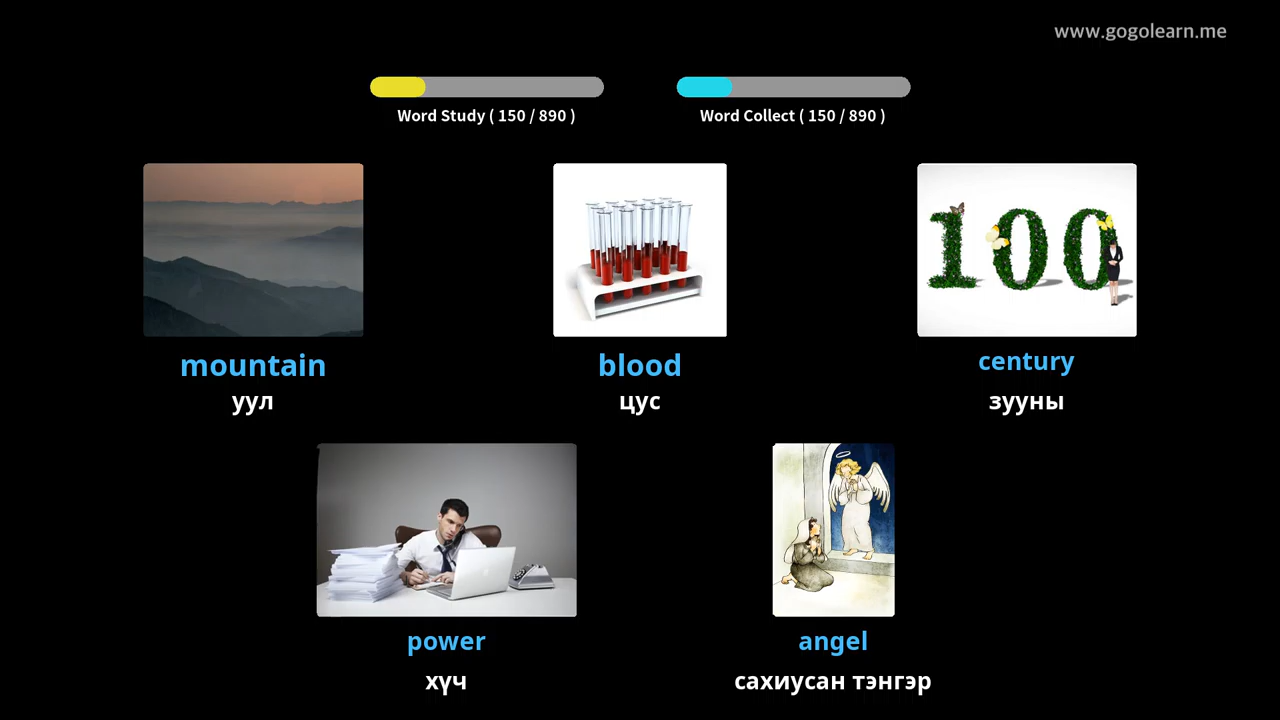 www.gogolearn.me
Word Study ( 150 / 890 )
Word Collect ( 150 / 890 )
100
mountain
уул
blood
цус
century
зууны
power
хүч
angel
сахиусан тэнгэр